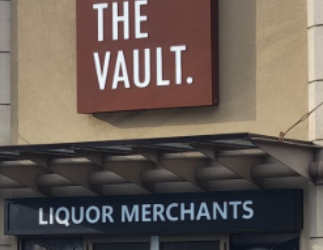 THE
VAULT.
LIQUOR MERCHANTS